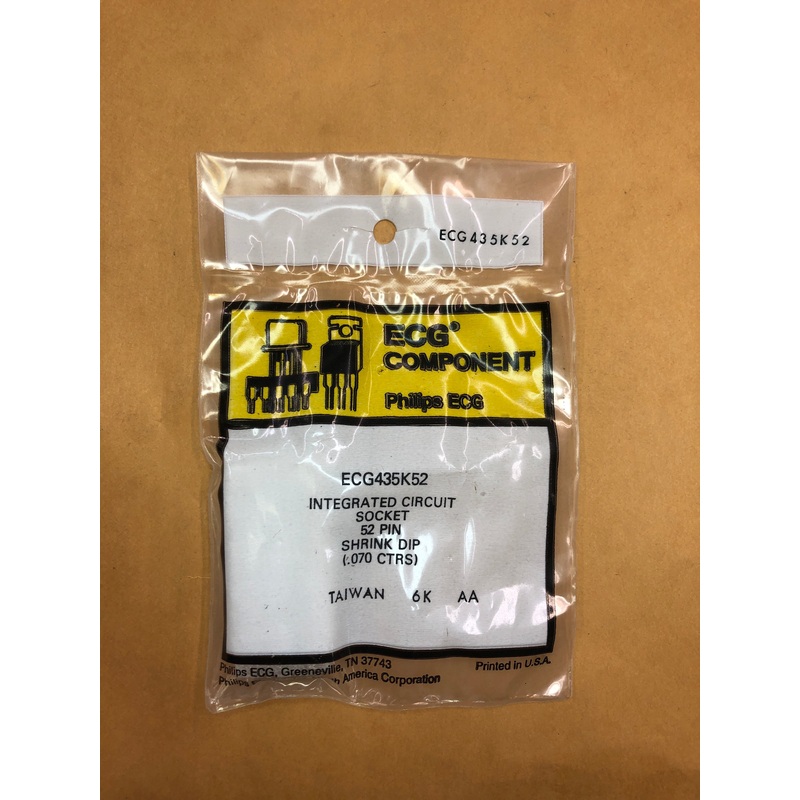 ECG435K52
ECG®
COMPONENT
Philips ECG
ECG435K52
INTEGRATED CIRCUIT
SOCKET
52 PIN
SHRINK DIP
(.070 CTRS)
TAIWAN 6K AA
Philips ECG, Greeneville, TN 37743 Printed in U.S.A.
Philips America Corporation